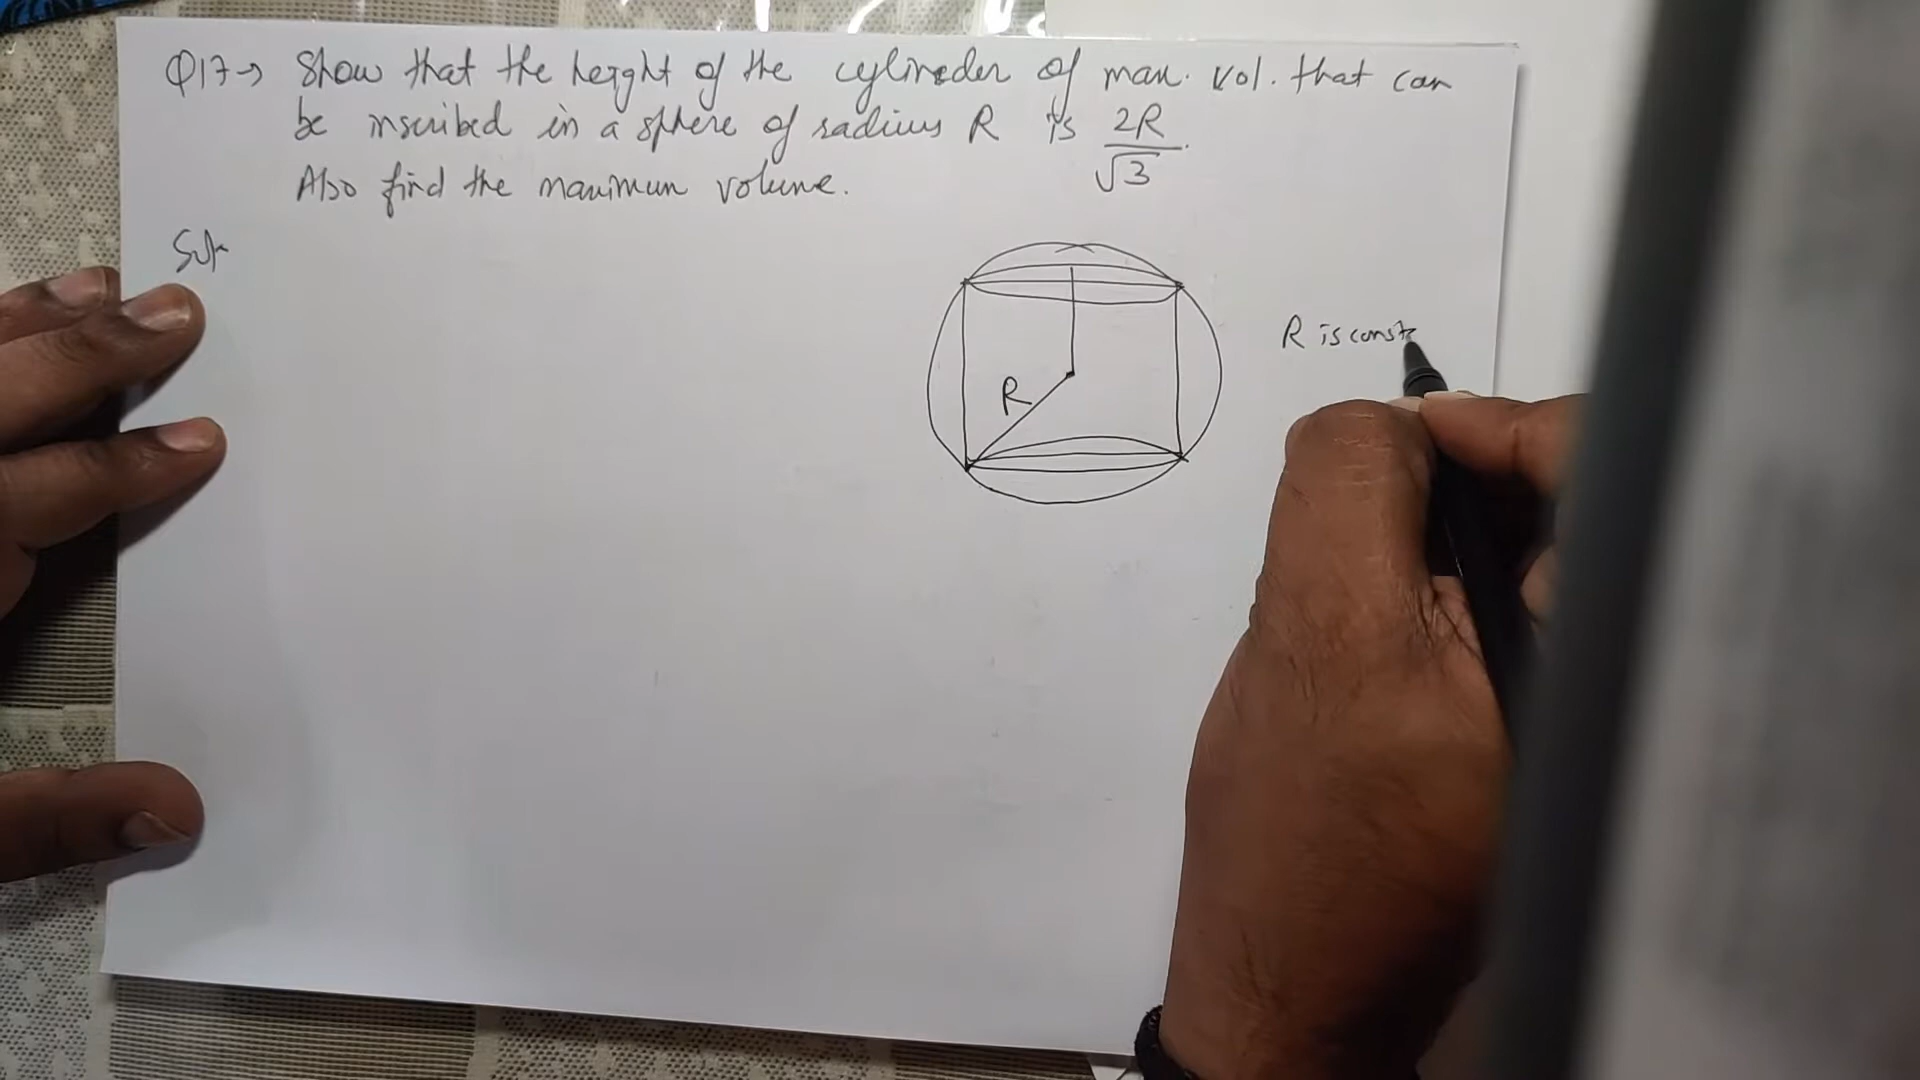 Q17→ Show that the height of the cylinder of max. vol. that can
be inscribed in a sphere of radius R is 2R/√3.
Also find the maximum volume.
Soln
R
R is const